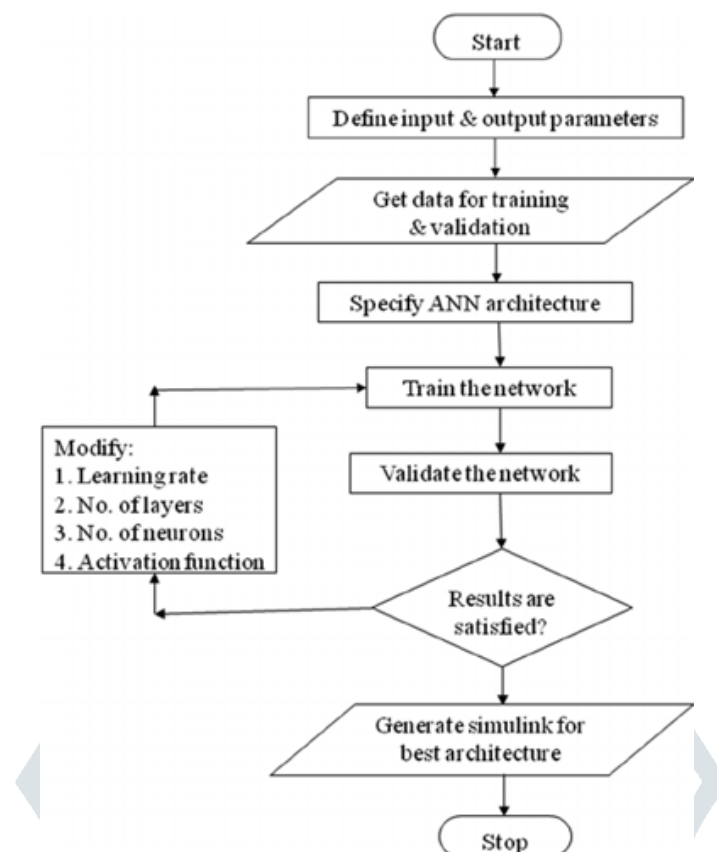 Start
Define input & output parameters
Get data for training
& validation
Specify ANN architecture
Train the network
Modify:
1. Learning rate
2. No. of layers
3. No. of neurons
4. Activation function
Validate the network
Results are
satisfied?
Generate simulink for
best architecture
Stop